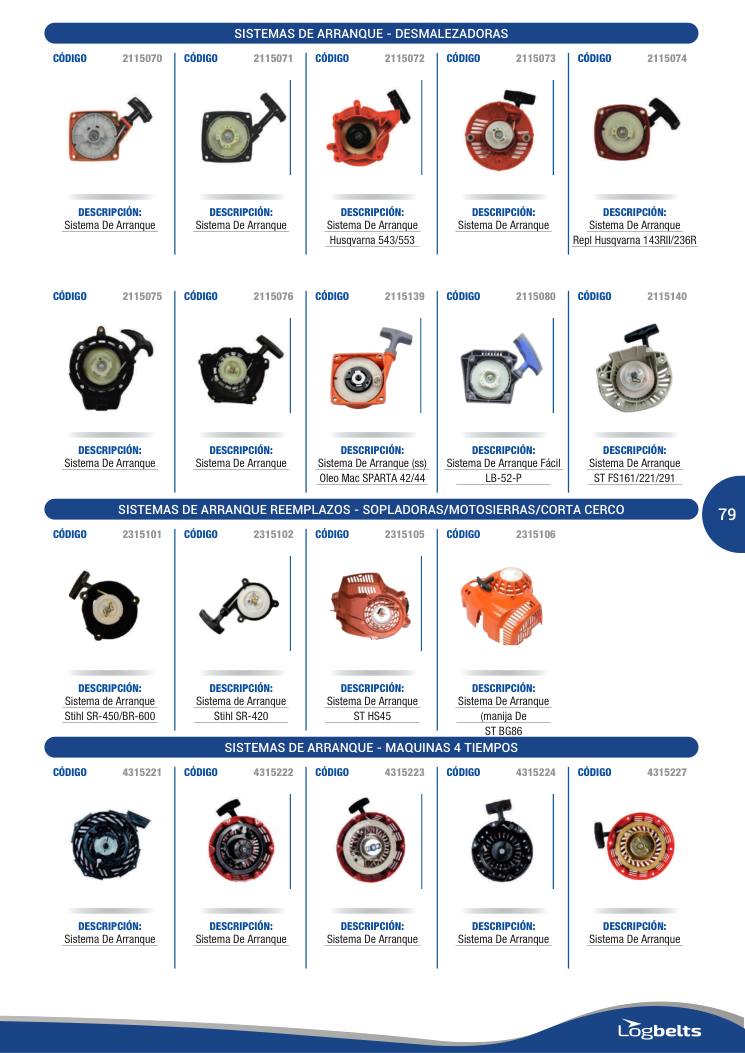 SISTEMAS DE ARRANQUE - DESMALEZADORAS
CÓDIGO 2115070
DESCRIPCIÓN:
Sistema De Arranque
CÓDIGO 2115071
DESCRIPCIÓN:
Sistema De Arranque
CÓDIGO 2115072
DESCRIPCIÓN:
Sistema De Arranque
Husqvarna 543/553
CÓDIGO 2115073
DESCRIPCIÓN:
Sistema De Arranque
CÓDIGO 2115074
DESCRIPCIÓN:
Sistema De Arranque
Repl Husqvarna 143RII/236R
CÓDIGO 2115075
DESCRIPCIÓN:
Sistema De Arranque
CÓDIGO 2115076
DESCRIPCIÓN:
Sistema De Arranque
CÓDIGO 2115139
DESCRIPCIÓN:
Sistema De Arranque (ss)
Oleo Mac SPARTA 42/44
CÓDIGO 2115080
DESCRIPCIÓN:
Sistema De Arranque Fácil
LB-52-P
CÓDIGO 2115140
DESCRIPCIÓN:
Sistema De Arranque
ST FS161/221/291
79
SISTEMAS DE ARRANQUE REEMPLAZOS - SOPLADORAS/MOTOSIERRAS/CORTA CERCO
CÓDIGO 2315101
DESCRIPCIÓN:
Sistema de Arranque
Stihl SR-450/BR-600
CÓDIGO 2315102
DESCRIPCIÓN:
Sistema de Arranque
Stihl SR-420
CÓDIGO 2315105
DESCRIPCIÓN:
Sistema De Arranque
ST HS45
CÓDIGO 2315106
DESCRIPCIÓN:
Sistema De Arranque
(manija De
ST BG86
SISTEMAS DE ARRANQUE - MAQUINAS 4 TIEMPOS
CÓDIGO 4315221
DESCRIPCIÓN:
Sistema De Arranque
CÓDIGO 4315222
DESCRIPCIÓN:
Sistema De Arranque
CÓDIGO 4315223
DESCRIPCIÓN:
Sistema De Arranque
CÓDIGO 4315224
DESCRIPCIÓN:
Sistema De Arranque
CÓDIGO 4315227
DESCRIPCIÓN:
Sistema De Arranque
Logbelts